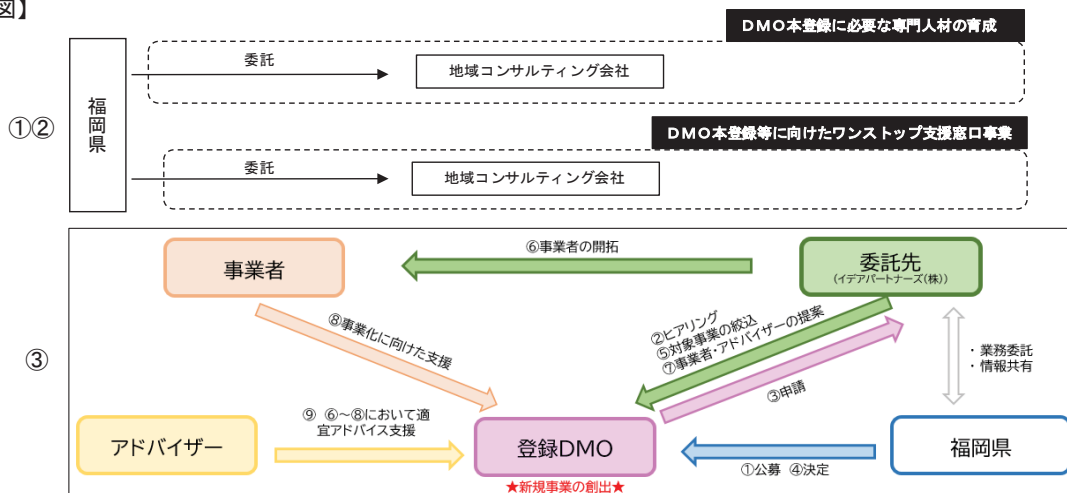 図】
DMO本登録に必要な専門人材の育成
委託
地域コンサルティング会社
①②
福岡県
DMO本登録等に向けたワンストップ支援窓口事業
委託
地域コンサルティング会社
③
事業者
⑥事業者の開拓
委託先
(イデアパートナーズ(株))
⑧事業化に向けた支援
②ヒアリング
⑤対象事業の絞込
⑦事業者・アドバイザーの提案
③申請
・業務委託
・情報共有
アドバイザー
⑨ ⑥～⑧において適
宜アドバイス支援
登録DMO
①公募 ④決定
福岡県
★新規事業の創出★